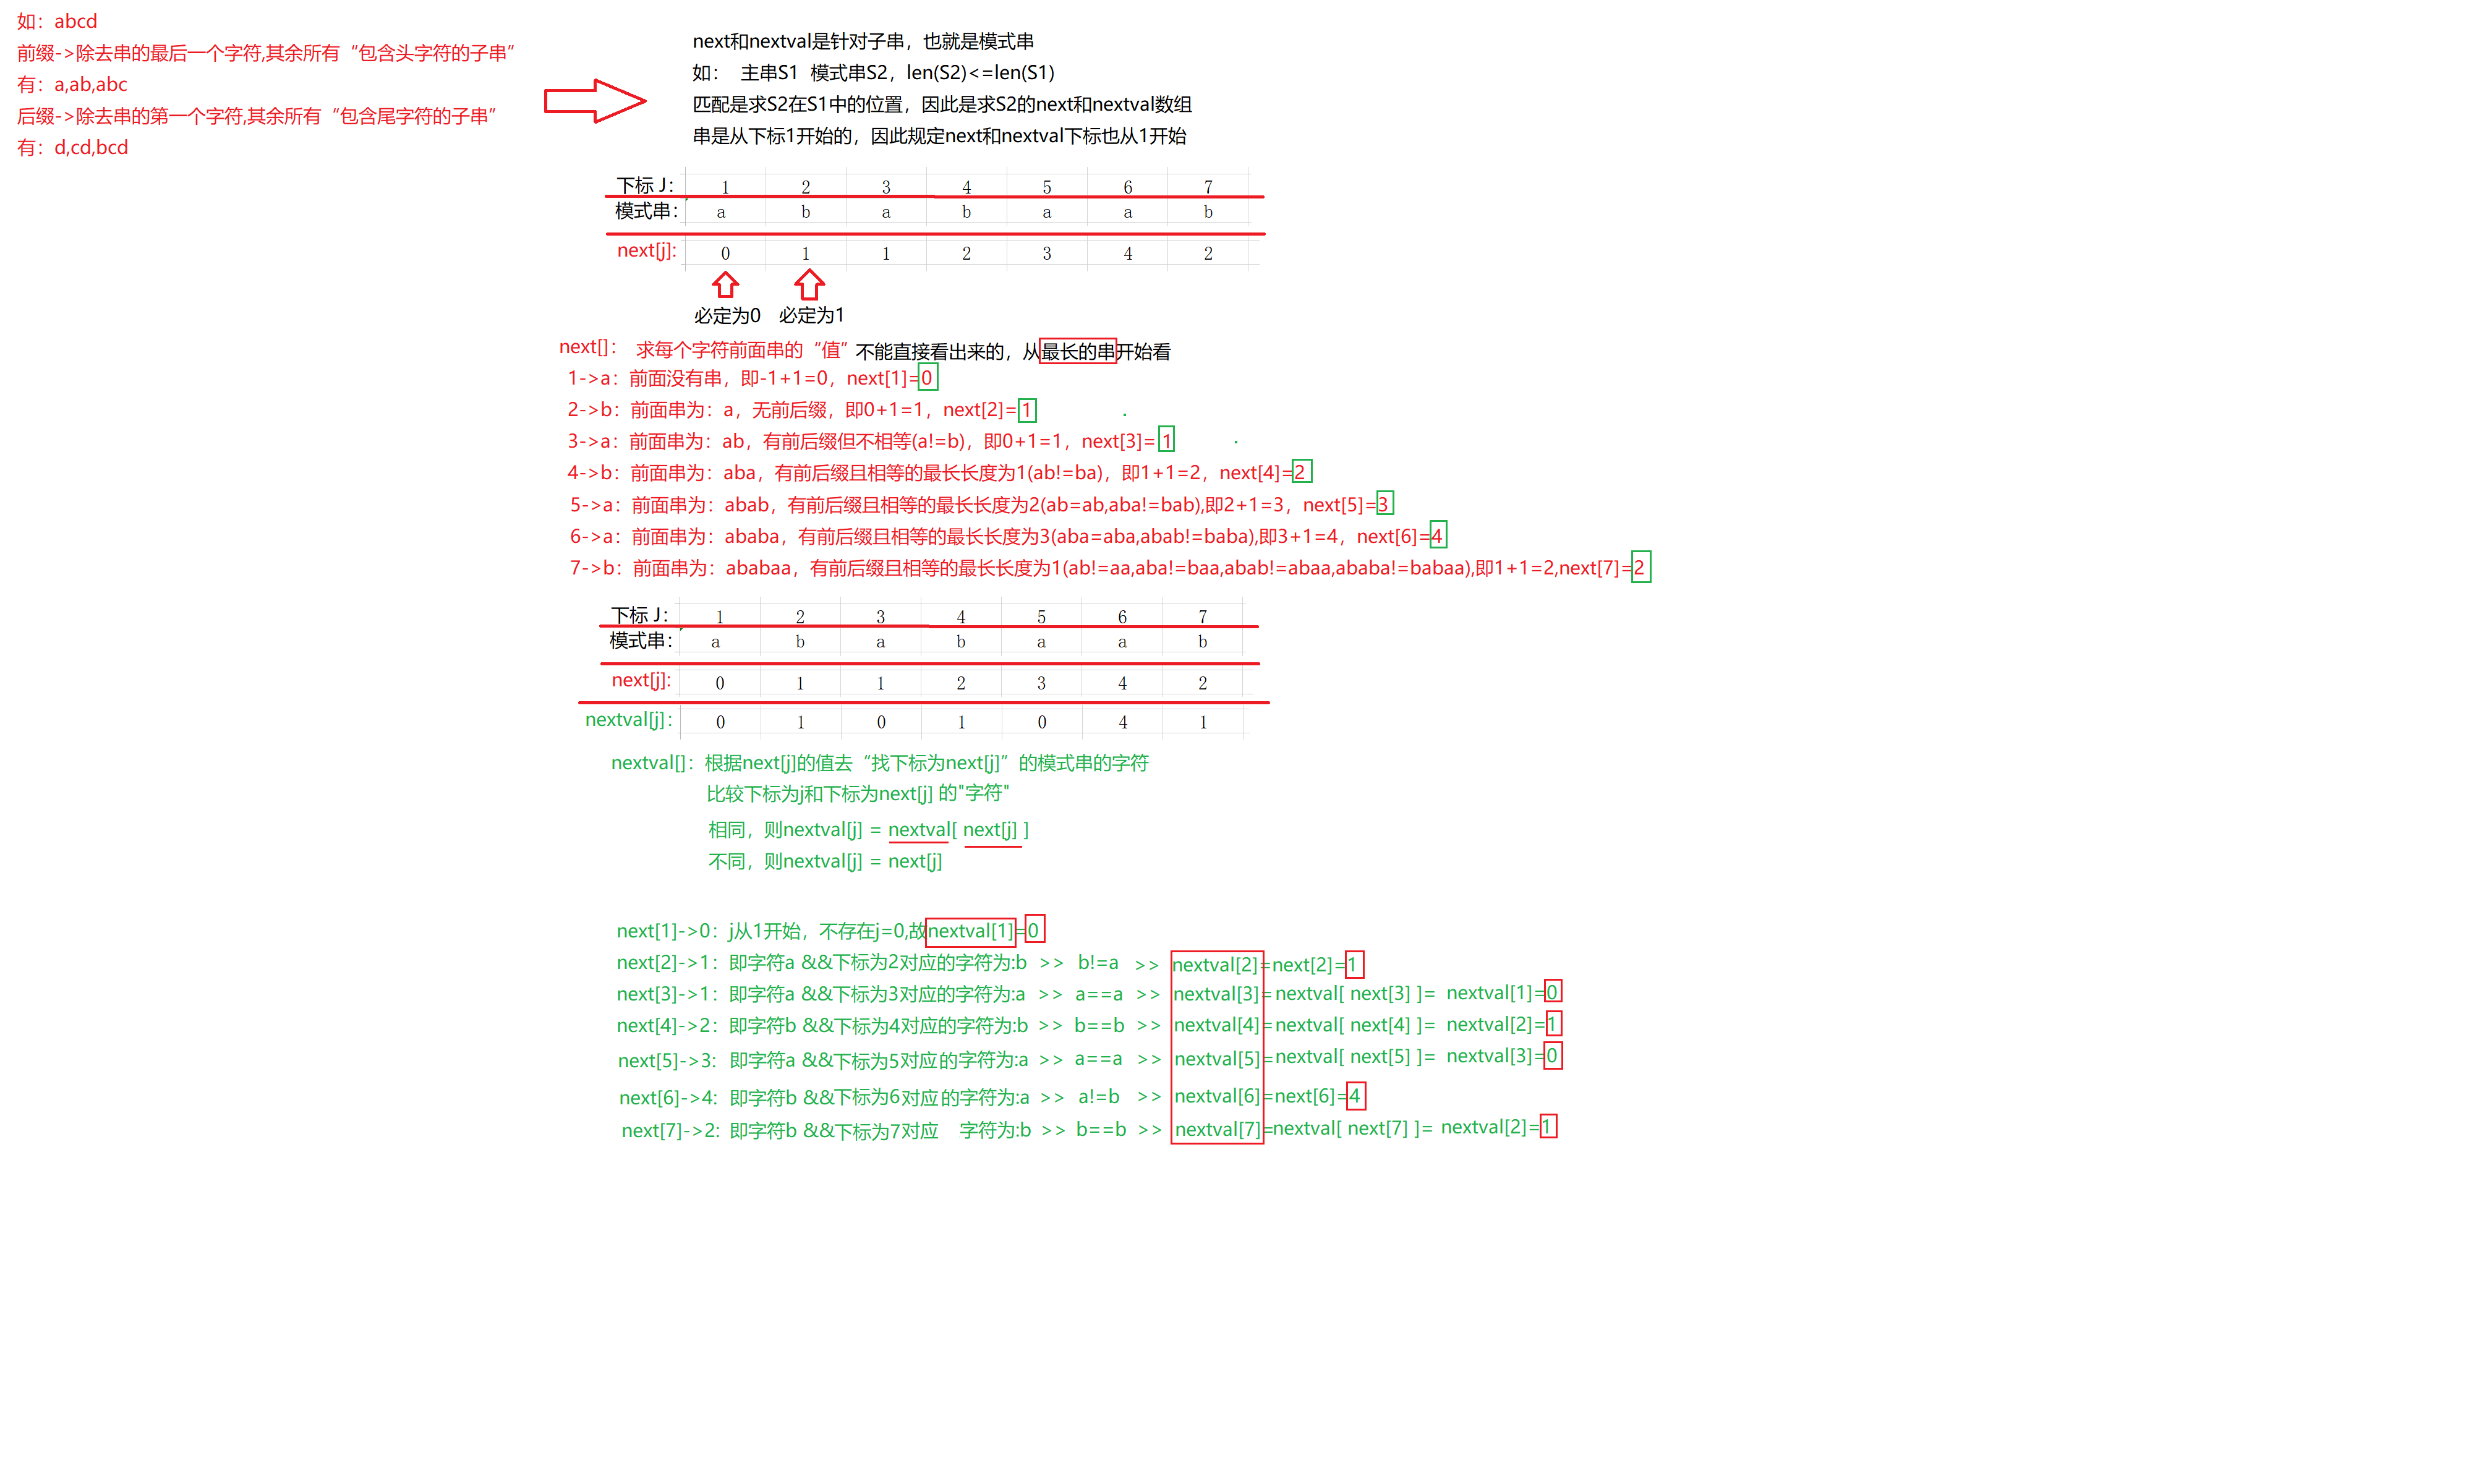 如：abcd
前缀->除去串的最后一个字符,其余所有“包含头字符的子串”
有：a,ab,abc
后缀->除去串的第一个字符,其余所有“包含尾字符的子串”
有：d,cd,bcd
next和nextval是针对子串，也就是模式串
如： 主串S1 模式串S2，len(S2)<=len(S1)
匹配是求S2在S1中的位置，因此是求S2的next和nextval数组
串是从下标1开始的，因此规定next和nextval下标也从1开始
下标 J： 1 2 3 4 5 6 7
模式串： a b a b a a b
next[j]: 0 1 1 2 3 4 2
必定为0 必定为1
next[]： 求每个字符前面串的“值” 不能直接看出来的，从最长的串开始看
1->a：前面没有串，即-1+1=0，next[1]=0
2->b：前面串为：a，无前后缀，即0+1=1，next[2]=1
3->a：前面串为：ab，有前后缀但不相等(a!=b)，即0+1=1，next[3]=1
4->b：前面串为：aba，有前后缀且相等的最长长度为1(ab!=ba)，即1+1=2，next[4]=2
5->a：前面串为：abab，有前后缀且相等的最长长度为2(ab=ab,aba!=bab),即2+1=3，next[5]=3
6->a：前面串为：ababa，有前后缀且相等的最长长度为3(aba=aba,abab!=baba),即3+1=4，next[6]=4
7->b：前面串为：ababaa，有前后缀且相等的最长长度为1(ab!=aa,aba!=baa,abab!=abaa,ababa!=babaa),即1+1=2,next[7]=2
下标 J： 1 2 3 4 5 6 7
模式串： a b a b a a b
next[j]: 0 1 1 2 3 4 2
nextval[j]： 0 1 0 1 0 4 1
nextval[]：根据next[j]的值去“找下标为next[j]”的模式串的字符
比较下标为j和下标为next[j] 的"字符"
相同，则nextval[j] = nextval[ next[j] ]
不同，则nextval[j] = next[j]
next[1]->0：j从1开始，不存在j=0,故nextval[1]=0
next[2]->1：即字符a &&下标为2对应的字符为:b >> b!=a >> nextval[2]=next[2]=1
next[3]->1：即字符a &&下标为3对应的字符为:a >> a==a >> nextval[3]=nextval[ next[3] ]= nextval[1]=0
next[4]->2：即字符b &&下标为4对应的字符为:b >> b==b >> nextval[4]=nextval[ next[4] ]= nextval[2]=1
next[5]->3: 即字符a &&下标为5对应的字符为:a >> a==a >> nextval[5]=nextval[ next[5] ]= nextval[3]=0
next[6]->4: 即字符b &&下标为6对应的字符为:a >> a!=b >> nextval[6]=next[6]=4
next[7]->2: 即字符b &&下标为7对应 字符为:b >> b==b >> nextval[7]=nextval[ next[7] ]= nextval[2]=1